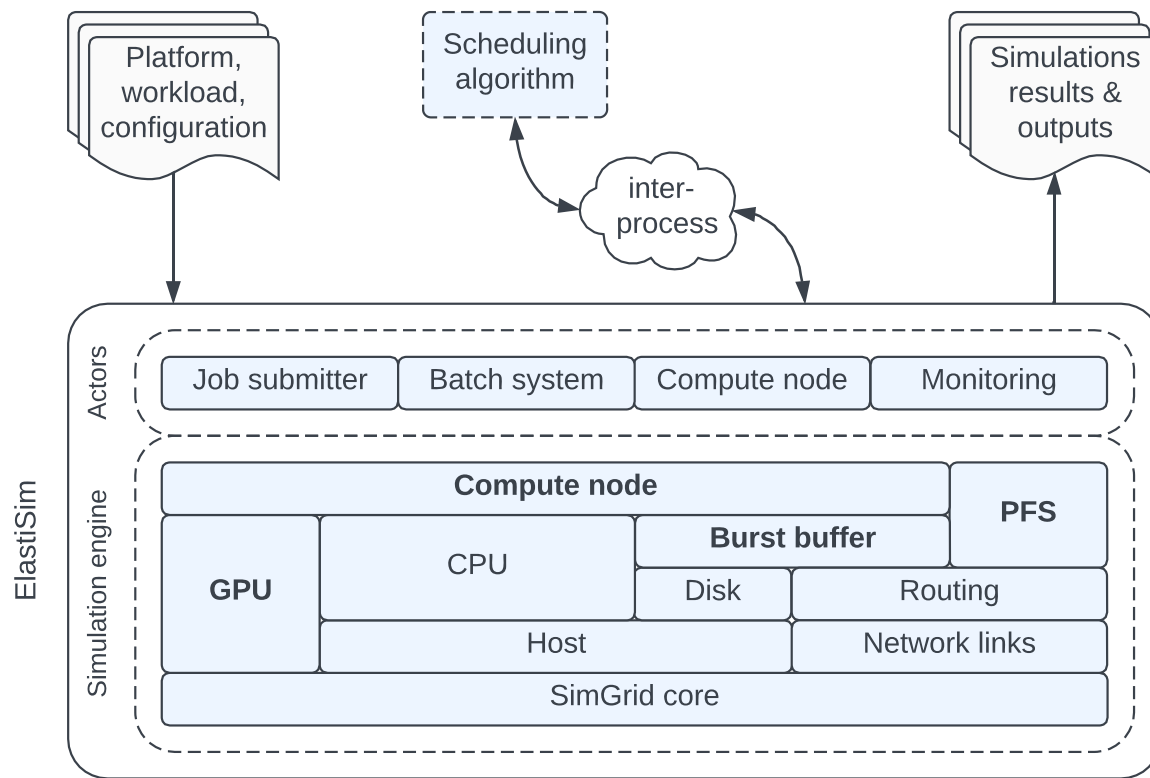 Platform,
workload,
configuration
Scheduling
algorithm
Simulations
results &
outputs
inter-
process
ElastiSim
Actors
Job submitter
Batch system
Compute node
Monitoring
Simulation engine
Compute node
PFS
GPU
CPU
Burst buffer
Disk
Routing
Host
Network links
SimGrid core